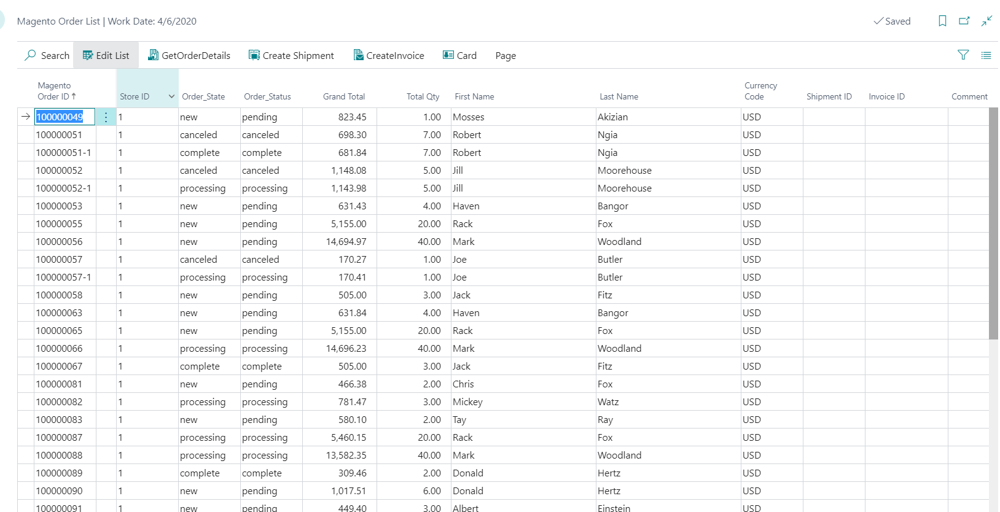 Magento Order List | Work Date: 4/6/2020
Saved
Search Edit List GetOrderDetails Create Shipment CreateInvoice Card Page
Magento Order ID Store ID Order_State Order_Status Grand Total Total Qty First Name Last Name Currency Code Shipment ID Invoice ID Comment
100000049 1 new pending 823.45 1.00 Mosses Akizian USD
100000051 1 canceled canceled 698.30 7.00 Robert Ngia USD
100000051-1 1 complete complete 681.84 7.00 Robert Ngia USD
100000052 1 canceled canceled 1,148.08 5.00 Jill Moorehouse USD
100000052-1 1 processing processing 1,143.98 5.00 Jill Moorehouse USD
100000053 1 new pending 631.43 4.00 Haven Bangor USD
100000055 1 new pending 5,155.00 20.00 Rack Fox USD
100000056 1 new pending 14,694.97 40.00 Mark Woodland USD
100000057 1 canceled canceled 170.27 1.00 Joe Butler USD
100000057-1 1 processing processing 170.41 1.00 Joe Butler USD
100000058 1 new pending 505.00 3.00 Jack Fitz USD
100000063 1 new pending 631.84 4.00 Haven Bangor USD
100000065 1 new pending 5,155.00 20.00 Rack Fox USD
100000066 1 processing processing 14,696.23 40.00 Mark Woodland USD
100000067 1 complete complete 505.00 3.00 Jack Fitz USD
100000081 1 new pending 466.38 2.00 Chris Fox USD
100000082 1 processing processing 781.47 3.00 Mickey Watz USD
100000083 1 new pending 580.10 2.00 Tay Ray USD
100000087 1 processing processing 5,460.15 20.00 Rack Fox USD
100000088 1 processing processing 13,582.35 40.00 Mark Woodland USD
100000089 1 complete complete 309.46 2.00 Donald Hertz USD
100000090 1 new pending 1,017.51 6.00 Donald Hertz USD
100000091 1 new pending 449.40 3.00 Albert Einstein USD